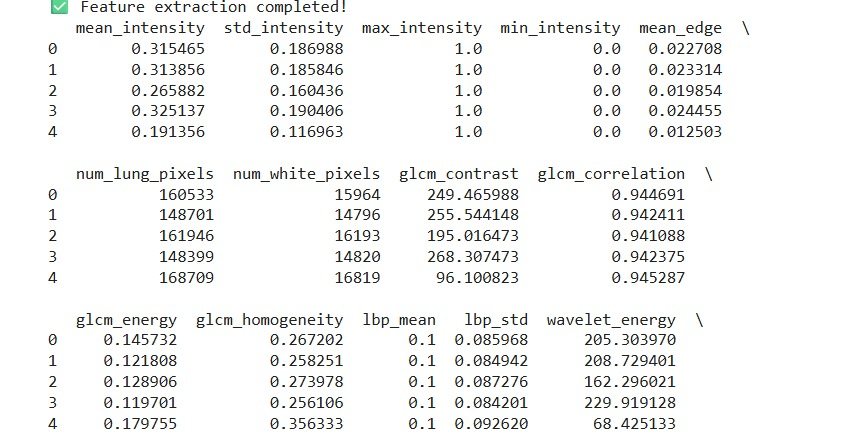 ✅ Feature extraction completed!
mean_intensity std_intensity max_intensity min_intensity mean_edge \
0 0.315465 0.186988 1.0 0.0 0.022708
1 0.313856 0.185846 1.0 0.0 0.023314
2 0.265882 0.160436 1.0 0.0 0.019854
3 0.325137 0.190406 1.0 0.0 0.024455
4 0.191356 0.116963 1.0 0.0 0.012503
num_lung_pixels num_white_pixels glcm_contrast glcm_correlation \
0 160533 15964 249.465988 0.944691
1 148701 14796 255.544148 0.942411
2 161946 16193 195.016473 0.941088
3 148399 14820 268.307473 0.942375
4 168709 16819 96.100823 0.945287
glcm_energy glcm_homogeneity lbp_mean lbp_std wavelet_energy \
0 0.145732 0.267202 0.1 0.085968 205.303970
1 0.121808 0.258251 0.1 0.084942 208.729401
2 0.128906 0.273978 0.1 0.087276 162.296021
3 0.119701 0.256106 0.1 0.084201 229.919128
4 0.179755 0.356333 0.1 0.092620 68.425133